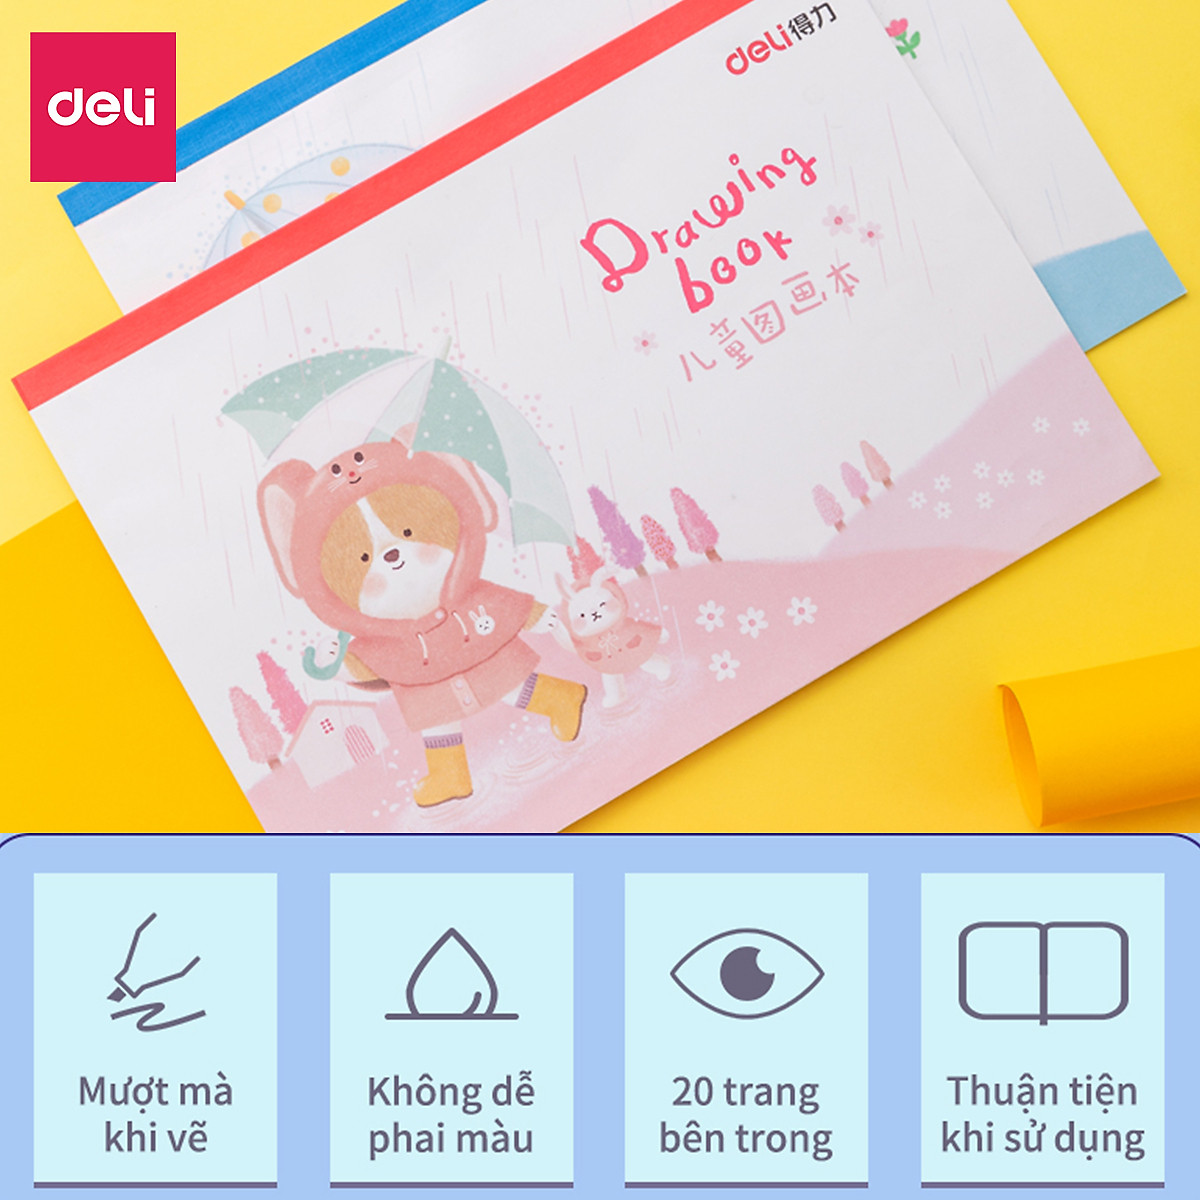 deli
deli得力
Drawing
book
儿童图画本
Mượt mà
khi vẽ
Không dễ
phai màu
20 trang
bên trong
Thuận tiện
khi sử dụng